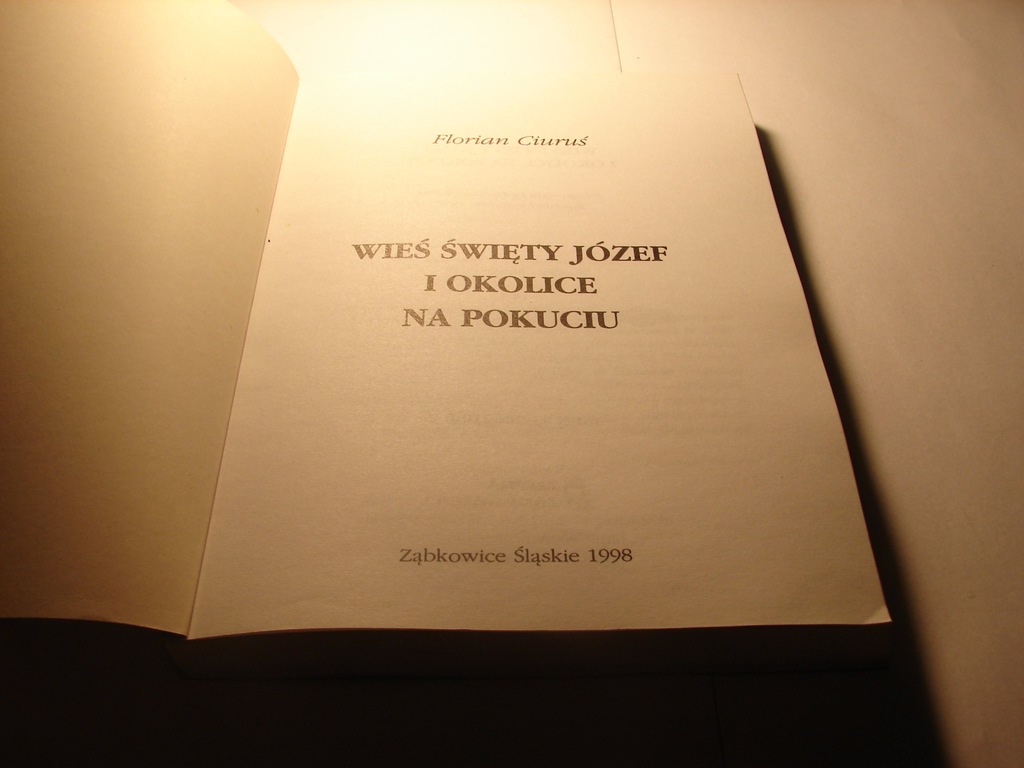 Florian Ciuruś
WIEŚ ŚWIĘTY JÓZEF
I OKOLICE
NA POKUCIU
Ząbkowice Śląskie 1998